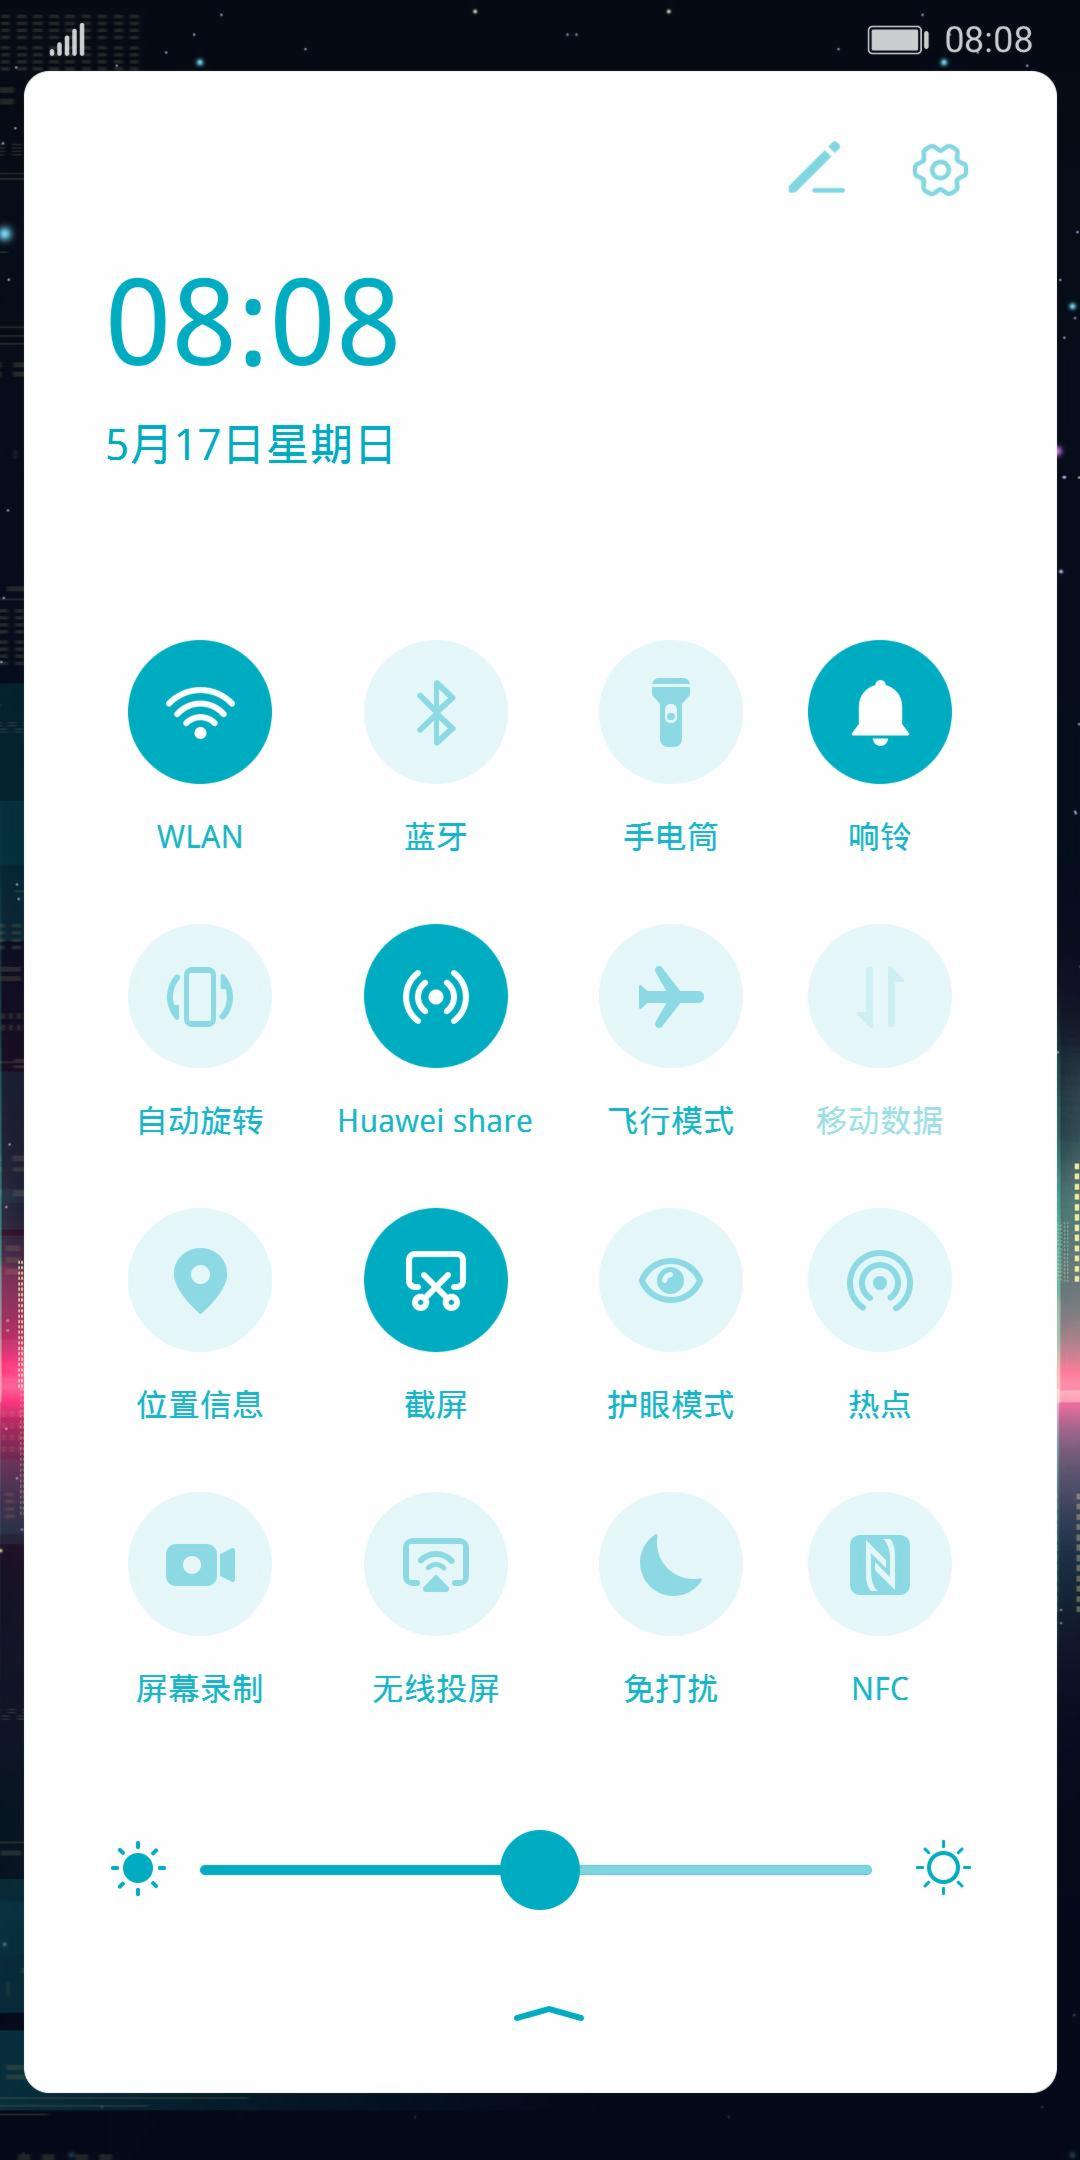 08:08
08:08
5月17日星期日
WLAN
蓝牙
手电筒
响铃
自动旋转
Huawei share
飞行模式
移动数据
位置信息
截屏
护眼模式
热点
屏幕录制
无线投屏
免打扰
NFC